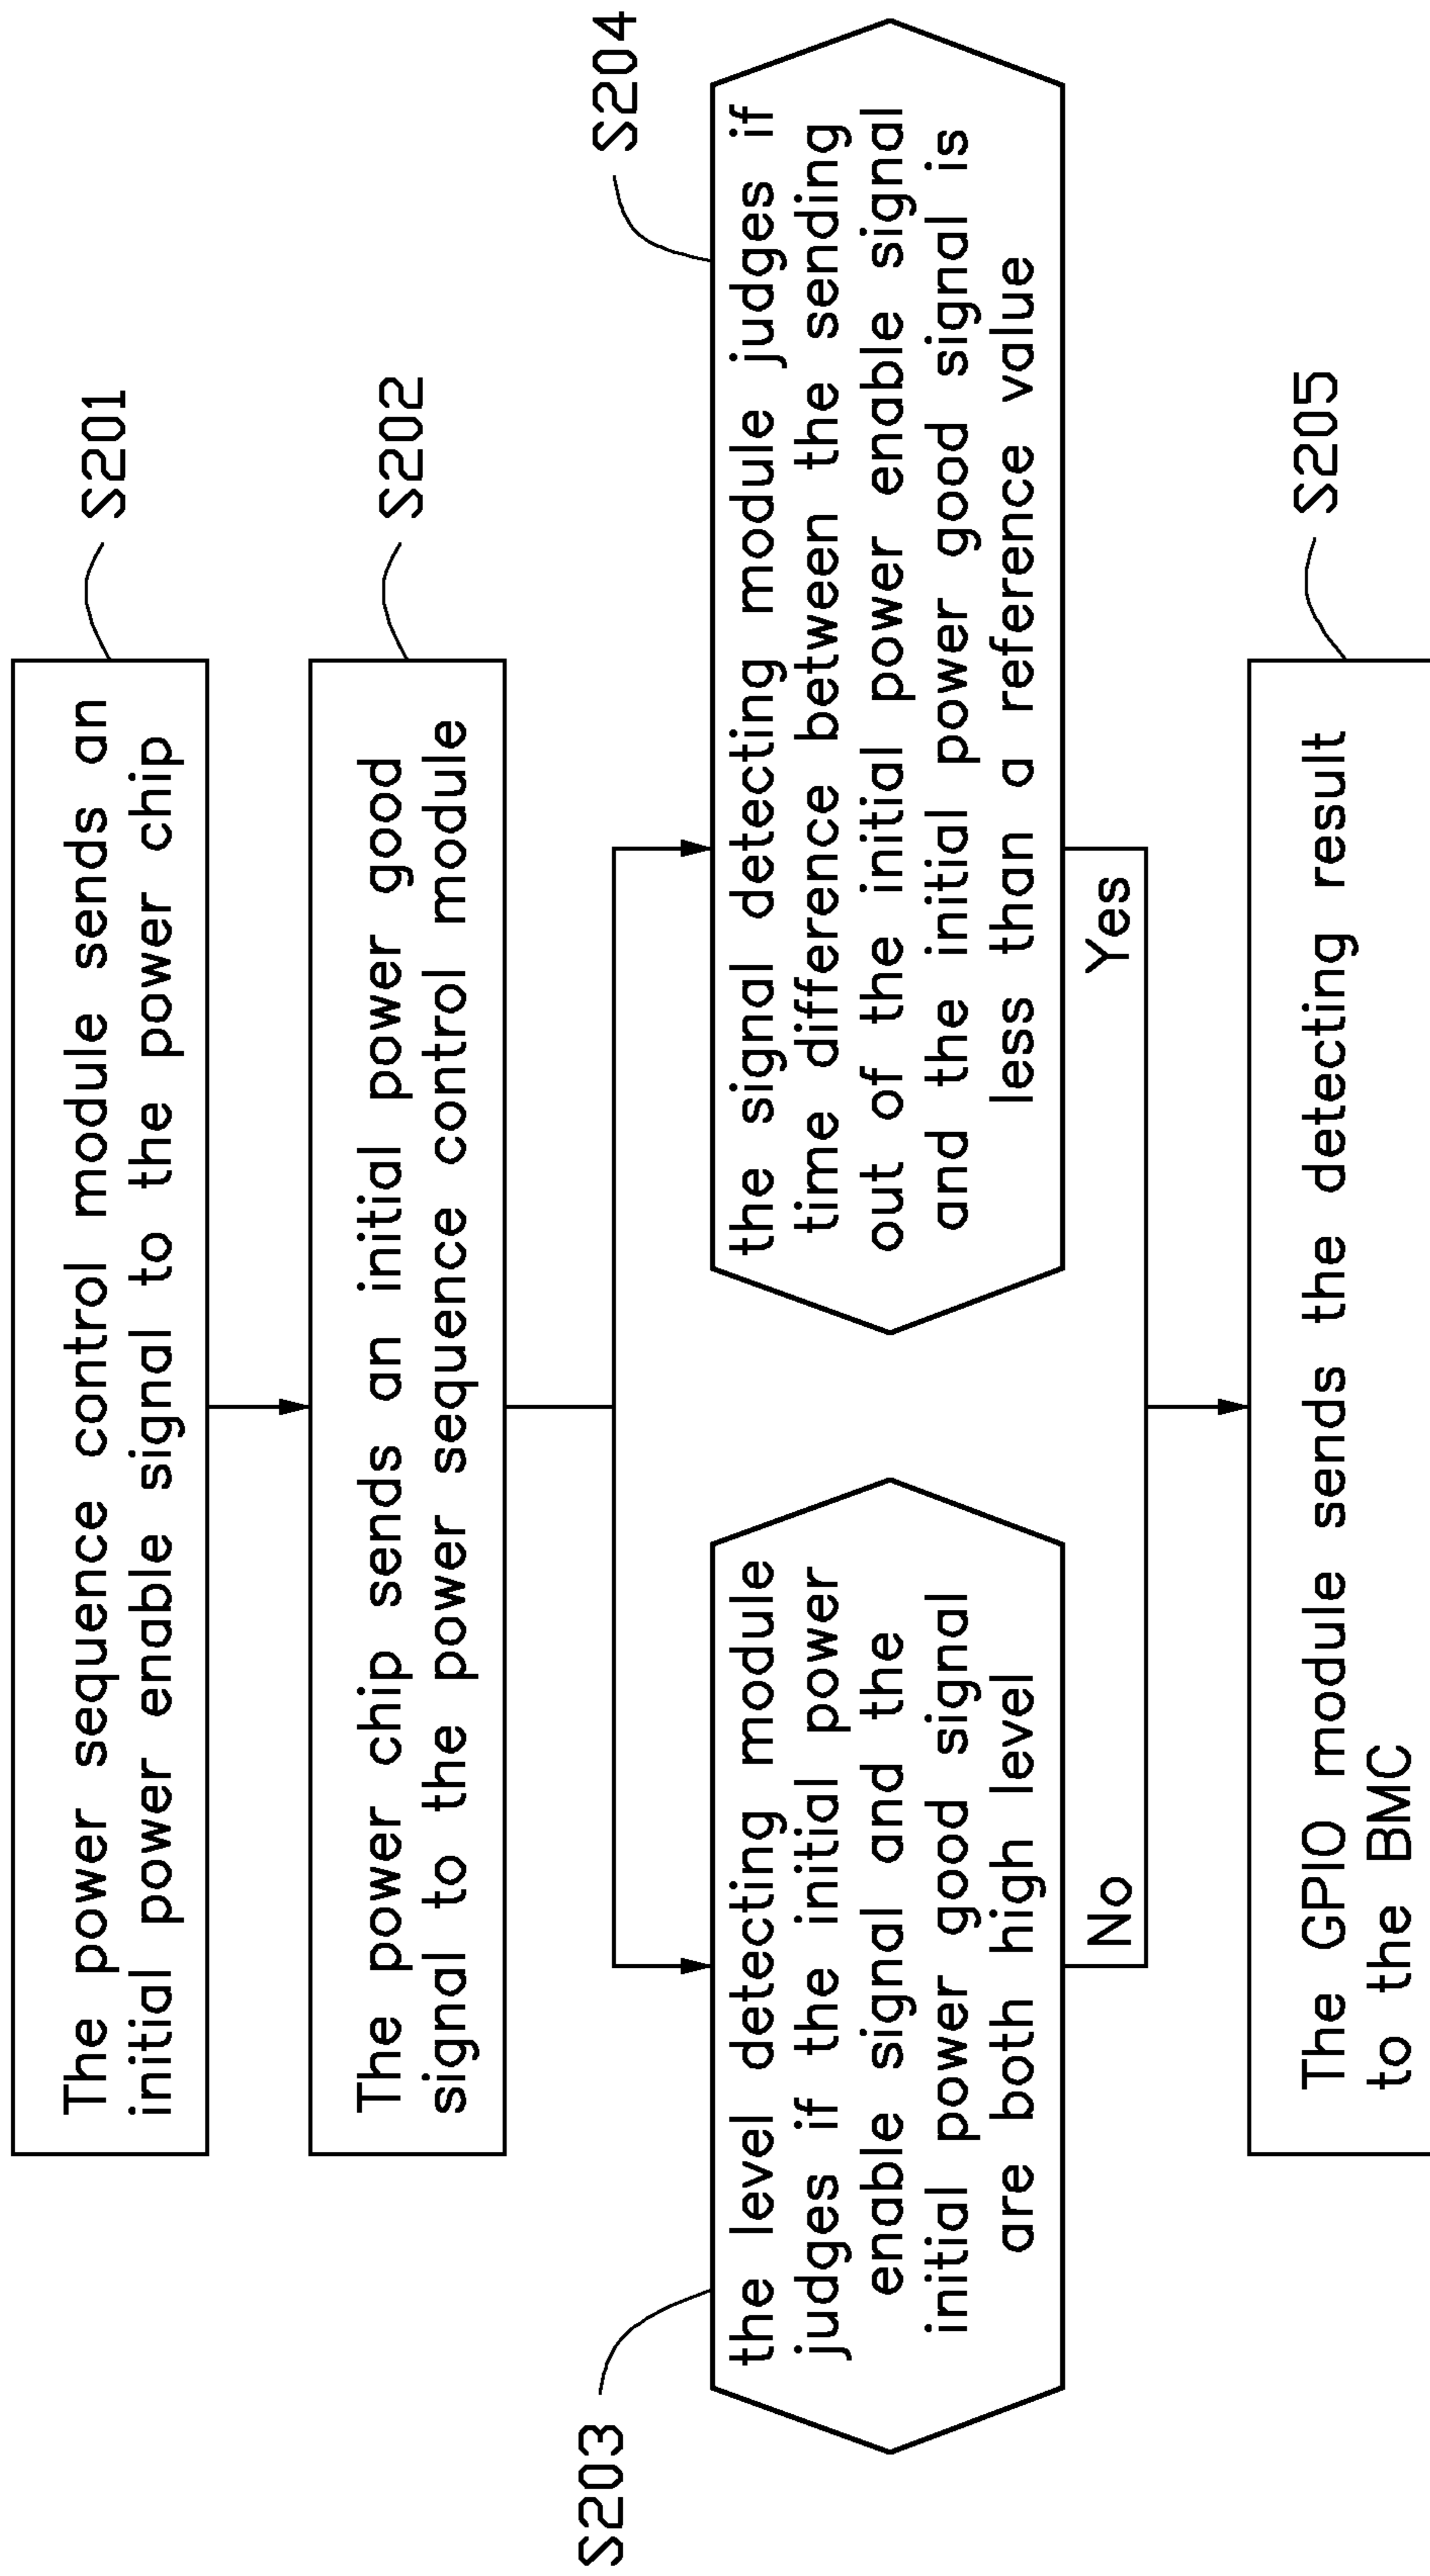 The power sequence control module sends an
initial power enable signal to the power chip
S201
The power chip sends an initial power good
signal to the power sequence control module
S202
S203
the level detecting module
judges if the initial power
enable signal and the
initial power good signal
are both high level
S204
the signal detecting module judges if
time difference between the sending
out of the initial power enable signal
and the initial power good signal is
less than a reference value
No
Yes
The GPIO module sends the detecting result
to the BMC
S205